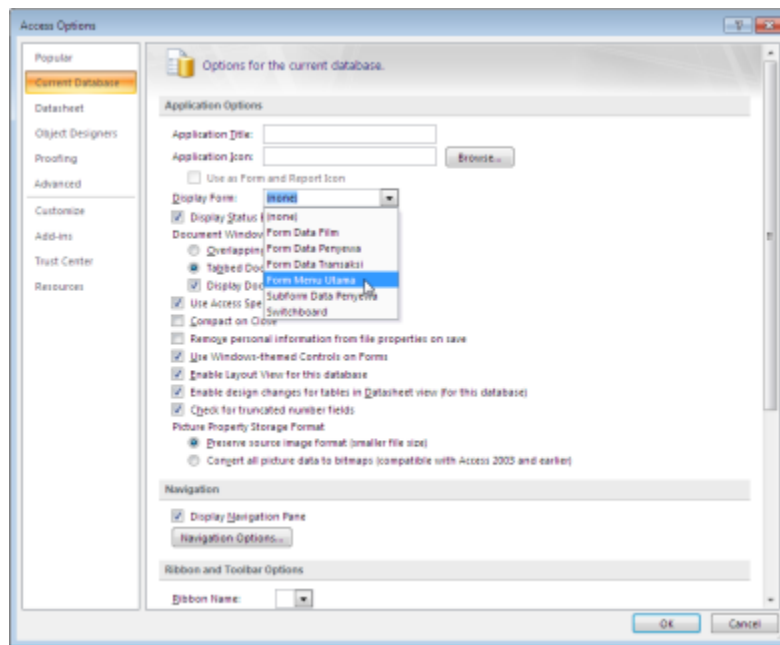 Access Options
Popular
Current Database
Datasheet
Object Designers
Proofing
Advanced
Customize
Add-ins
Trust Center
Resources
Options for the current database.
Application Options
Application Title:
Application Icon:
Browse...
Use as Form and Report Icon
Display Form:
(none)
Display Status
(none)
Form Data Film
Form Data Penyewa
Form Data Transaksi
Form Menu Utama
Subform Data Penyewa
Switchboard
Document Window
Overlapping
Tabbed Doc
Display Doc
Use Access Spe
Compact on Close
Remove personal information from file properties on save
Use Windows-themed Controls on Forms
Enable Layout View for this database
Enable design changes for tables in Datasheet view (for this database)
Check for truncated number fields
Picture Property Storage Format
Preserve source image format (smaller file size)
Convert all picture data to bitmaps (compatible with Access 2003 and earlier)
Navigation
Display Navigation Pane
Navigation Options...
Ribbon and Toolbar Options
Ribbon Name:
OK
Cancel